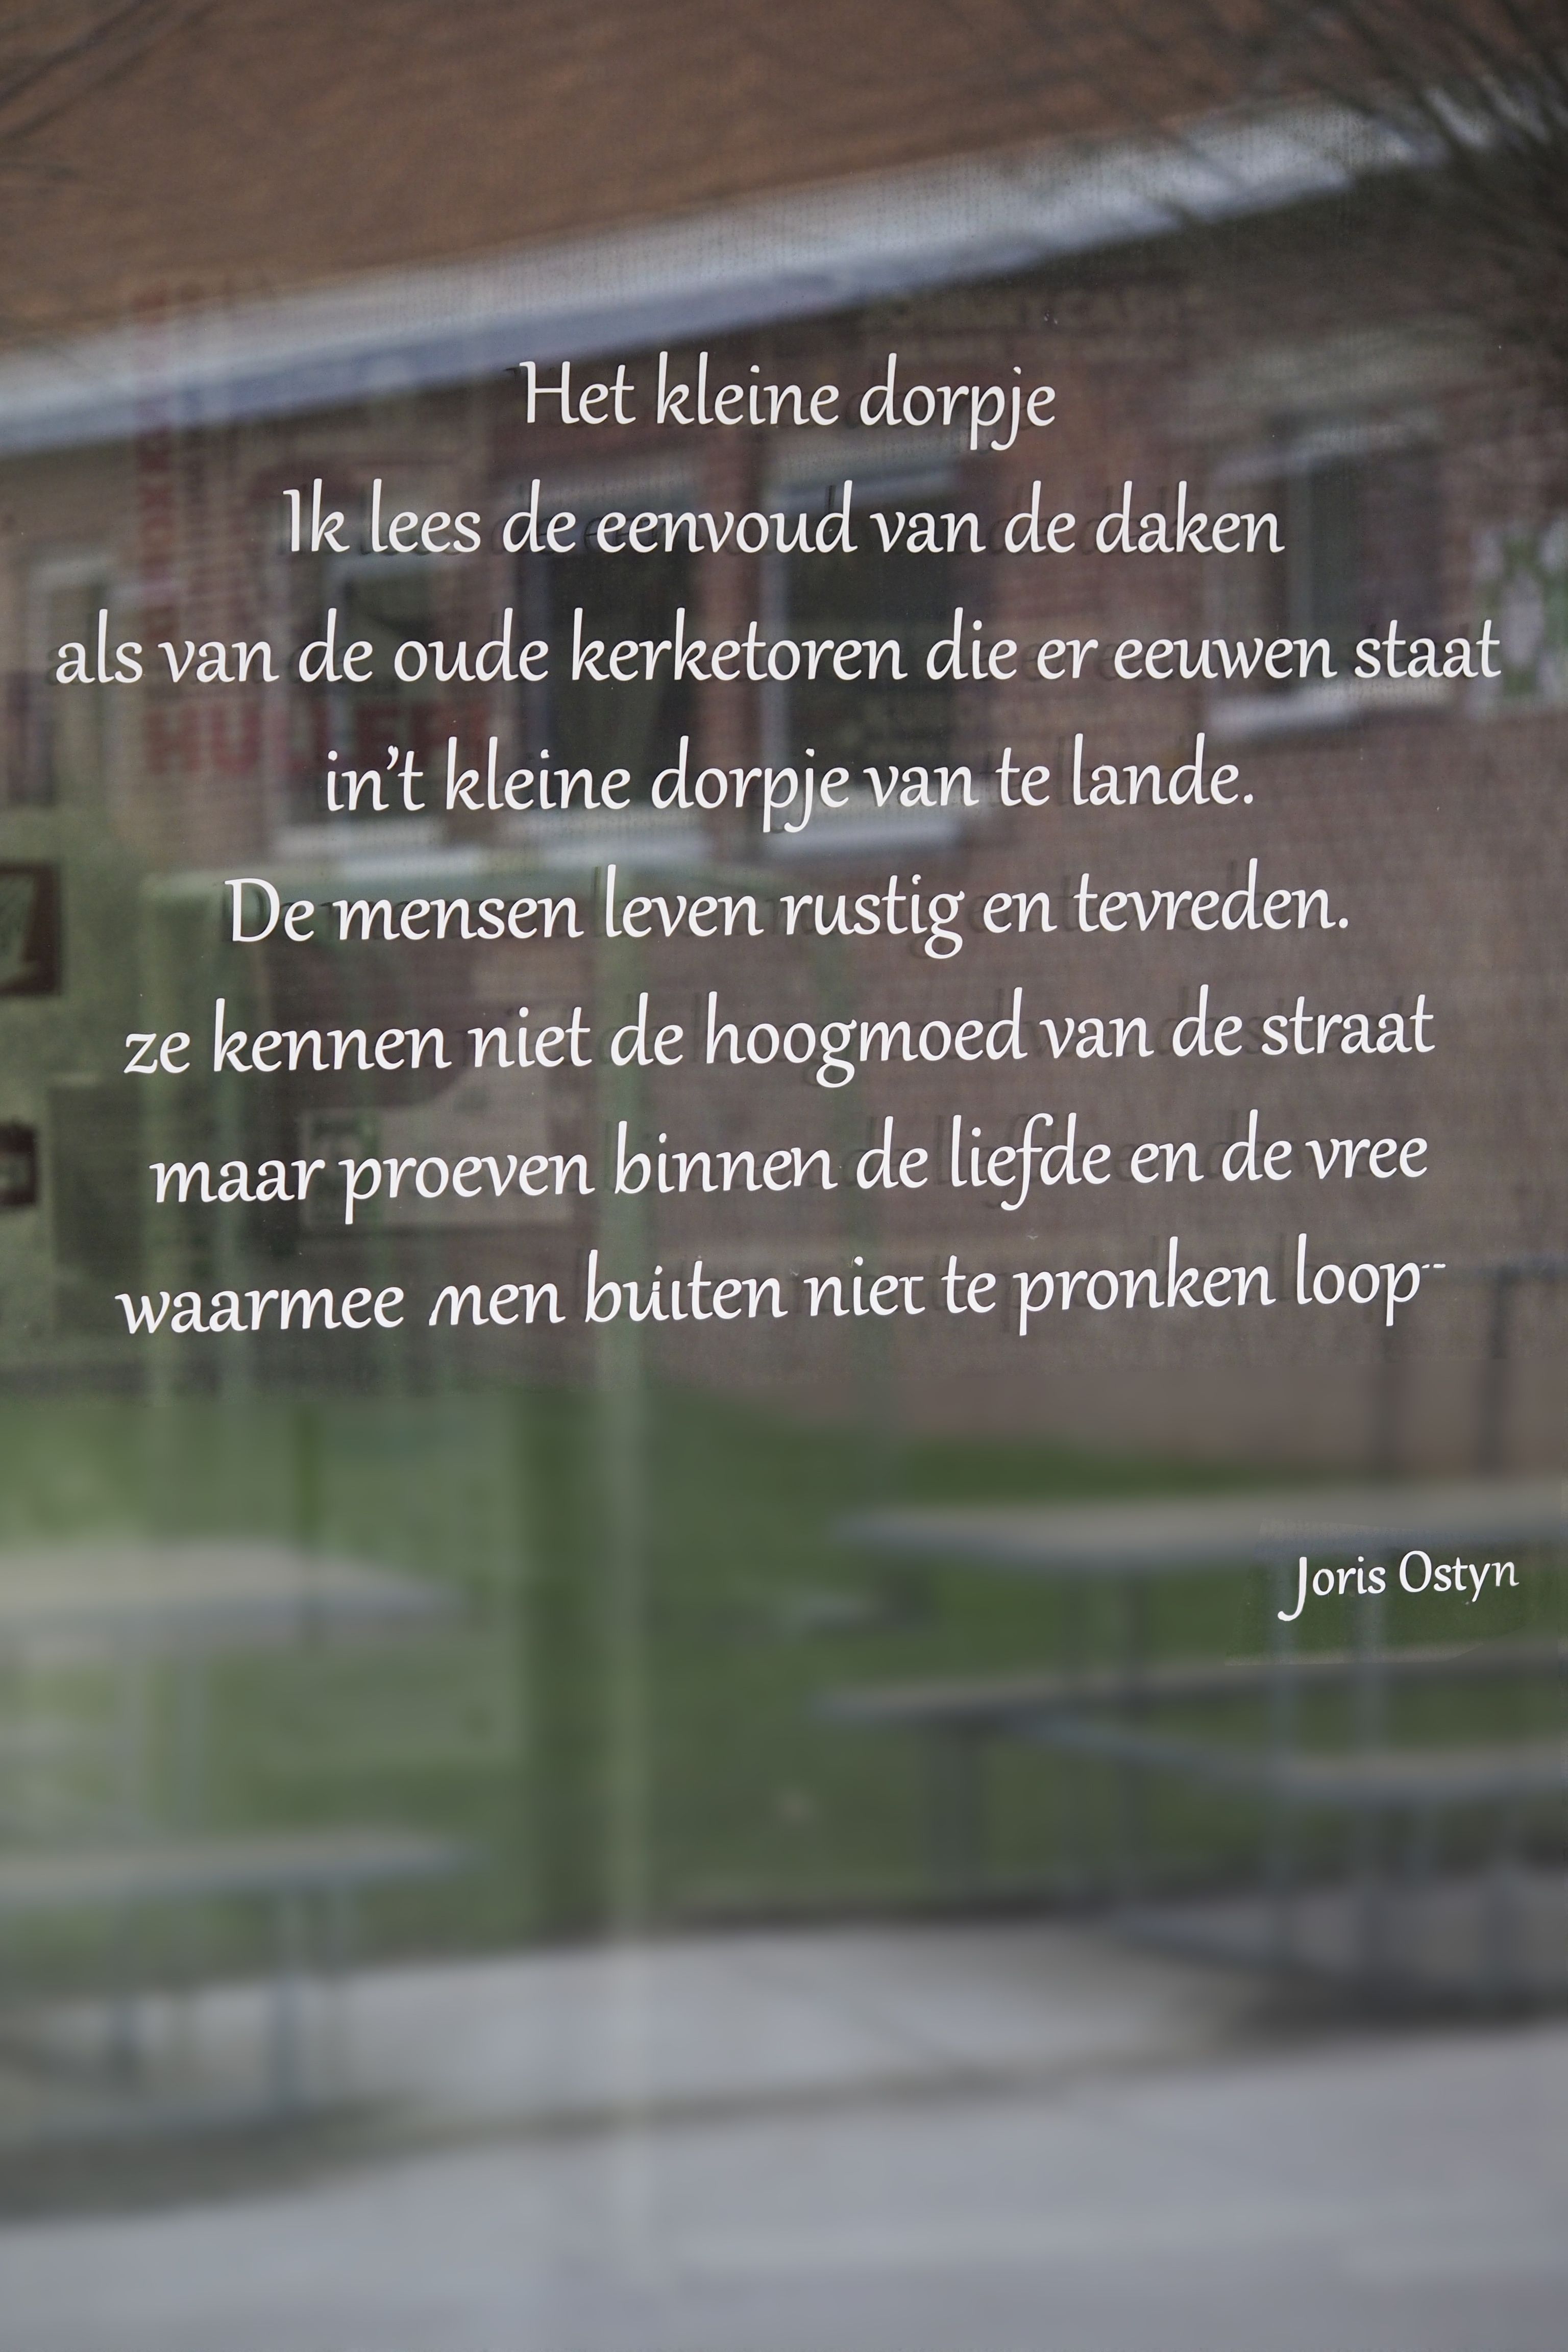 Het kleine dorpje
Ik lees de eenvoud van de daken
als van de oude kerketoren die er eeuwen staat
in't kleine dorpje van te lande.
De mensen leven rustig en tevreden.
ze kennen niet de hoogmoed van de straat
maar proeven binnen de liefde en de vree
waarmee men buiten niet te pronken loop
Joris Ostyn